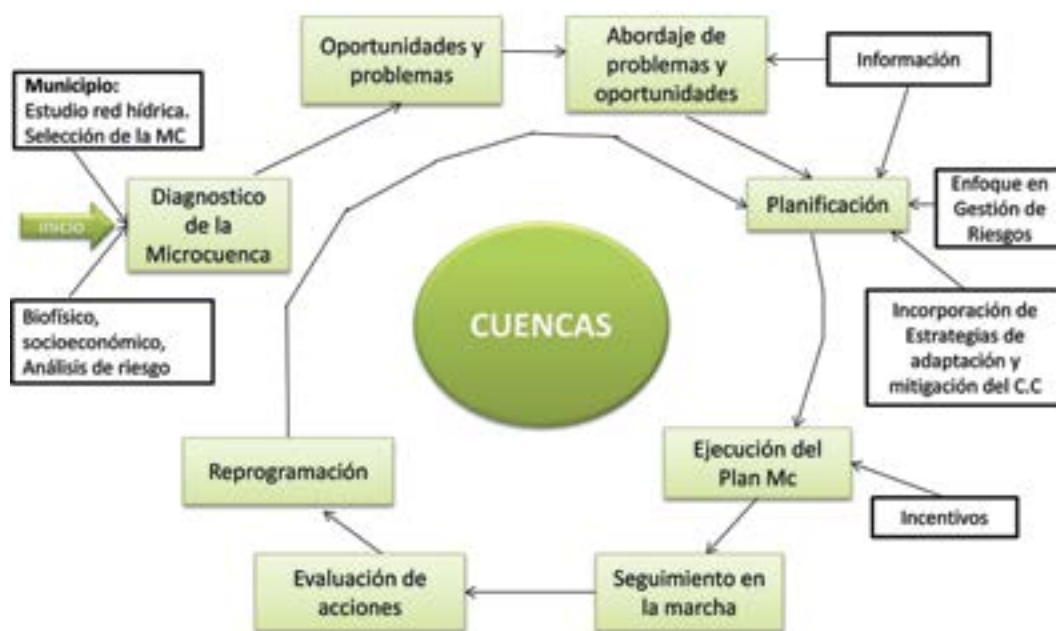 Oportunidades y
problemas
Abordaje de
problemas y
oportunidades
Información
Municipio:
Estudio red hídrica.
Selección de la MC
INICIO
Diagnostico
de la
Microcuenca
Planificación
Enfoque en
Gestión de
Riesgos
Biofísico,
socioeconómico,
Análisis de riesgo
CUENCAS
Incorporación de
Estrategias de
adaptación y
mitigación del C.C
Reprogramación
Ejecución del
Plan Mc
Incentivos
Evaluación de
acciones
Seguimiento en
la marcha